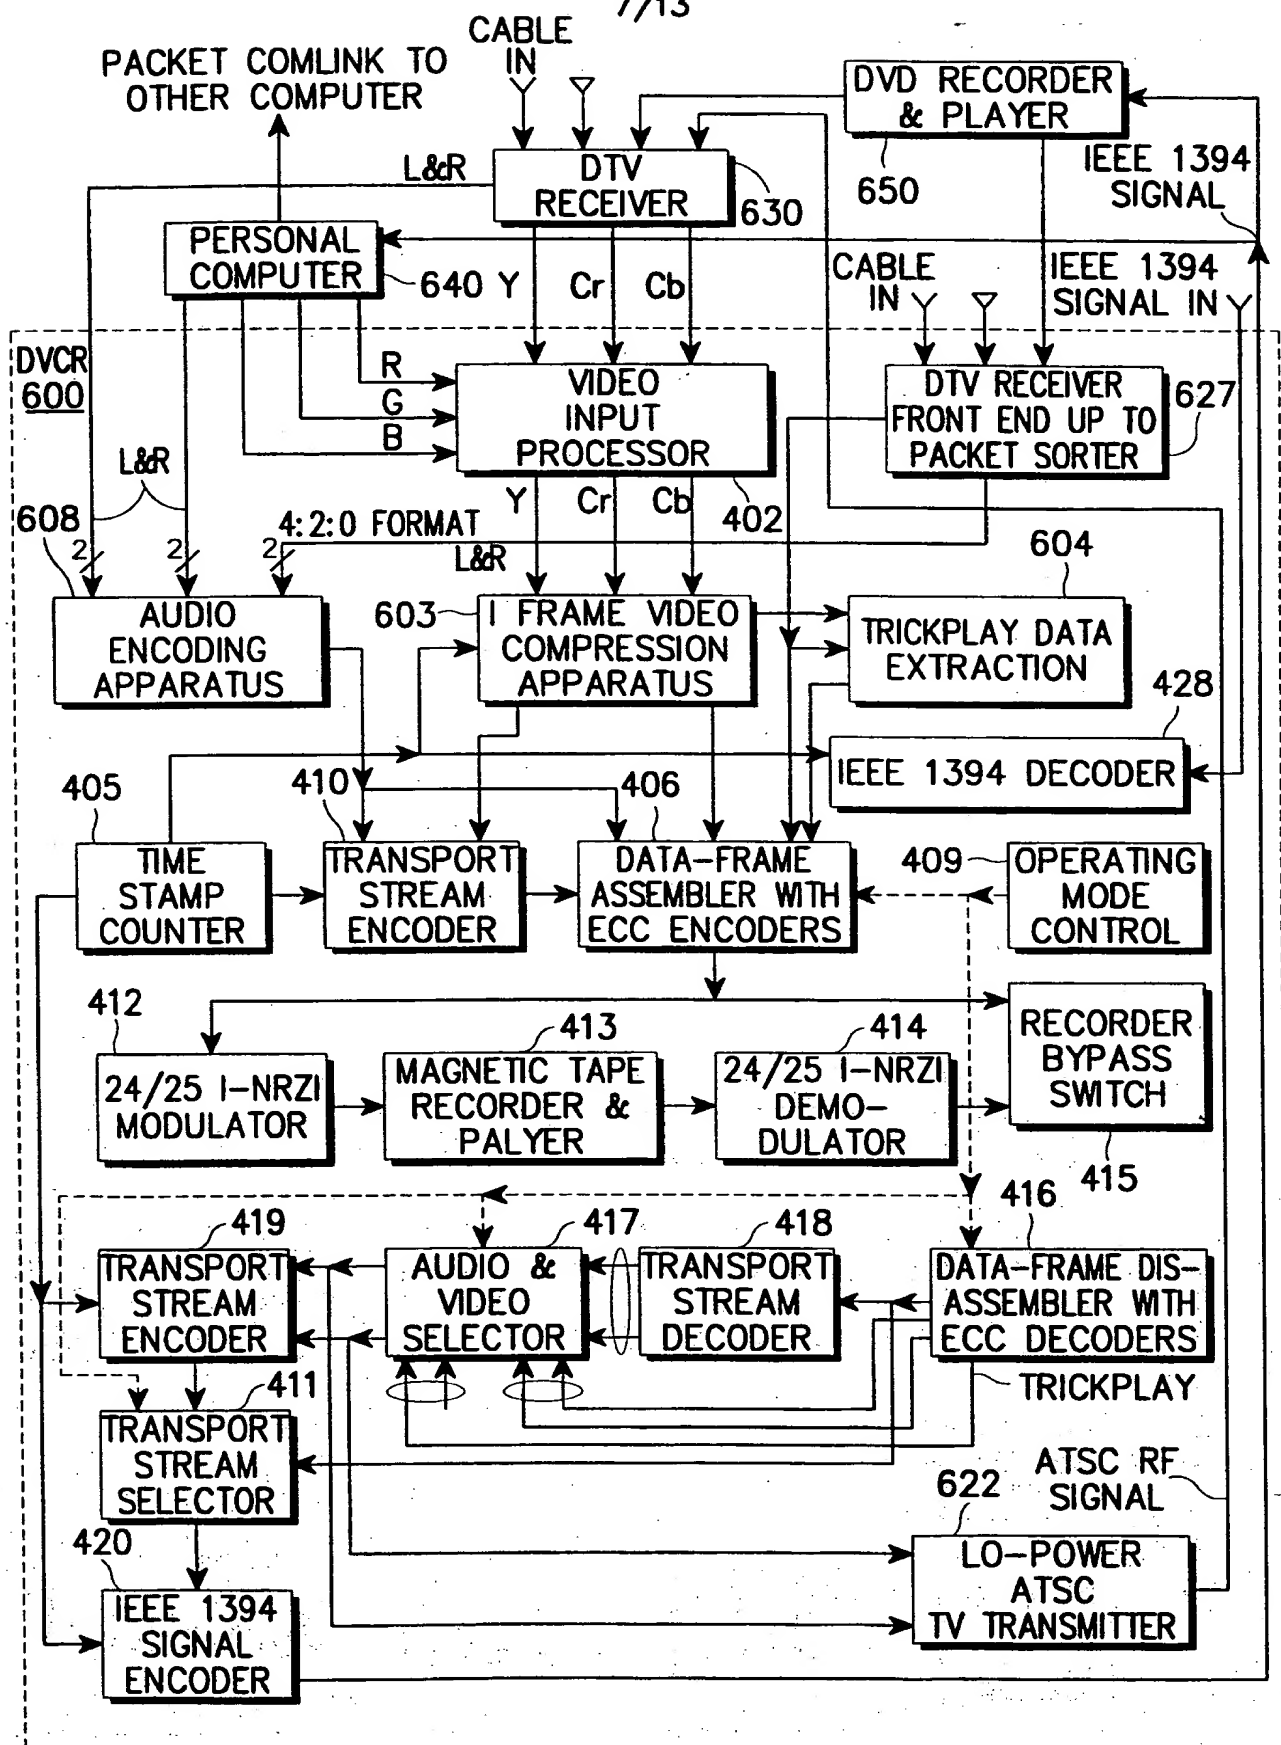 7/13
CABLE
IN
PACKET COMLINK TO
OTHER COMPUTER
DVD RECORDER
& PLAYER
650
IEEE 1394
SIGNAL
L&R
DTV
RECEIVER
630
PERSONAL
COMPUTER
640
Y
Cr
Cb
CABLE
IN
IEEE 1394
SIGNAL IN
DVCR
600
R
G
B
VIDEO
INPUT
PROCESSOR
402
DTV RECEIVER
FRONT END UP TO
PACKET SORTER
627
L&R
608
Y
Cr
Cb
4:2:0 FORMAT
L&R
2
2
2
604
AUDIO
ENCODING
APPARATUS
603
I FRAME VIDEO
COMPRESSION
APPARATUS
TRICKPLAY DATA
EXTRACTION
428
IEEE 1394 DECODER
405
410
406
409
TIME
STAMP
COUNTER
TRANSPORT
STREAM
ENCODER
DATA-FRAME
ASSEMBLER WITH
ECC ENCODERS
OPERATING
MODE
CONTROL
412
413
414
24/25 I-NRZI
MODULATOR
MAGNETIC TAPE
RECORDER &
PALYER
24/25 I-NRZI
DEMO-
DULATOR
RECORDER
BYPASS
SWITCH
415
419
417
418
416
TRANSPORT
STREAM
ENCODER
AUDIO &
VIDEO
SELECTOR
TRANSPORT
STREAM
DECODER
DATA-FRAME DIS-
ASSEMBLER WITH
ECC DECODERS
TRICKPLAY
411
TRANSPORT
STREAM
SELECTOR
ATSC RF
SIGNAL
622
LO-POWER
ATSC
TV TRANSMITTER
420
IEEE 1394
SIGNAL
ENCODER